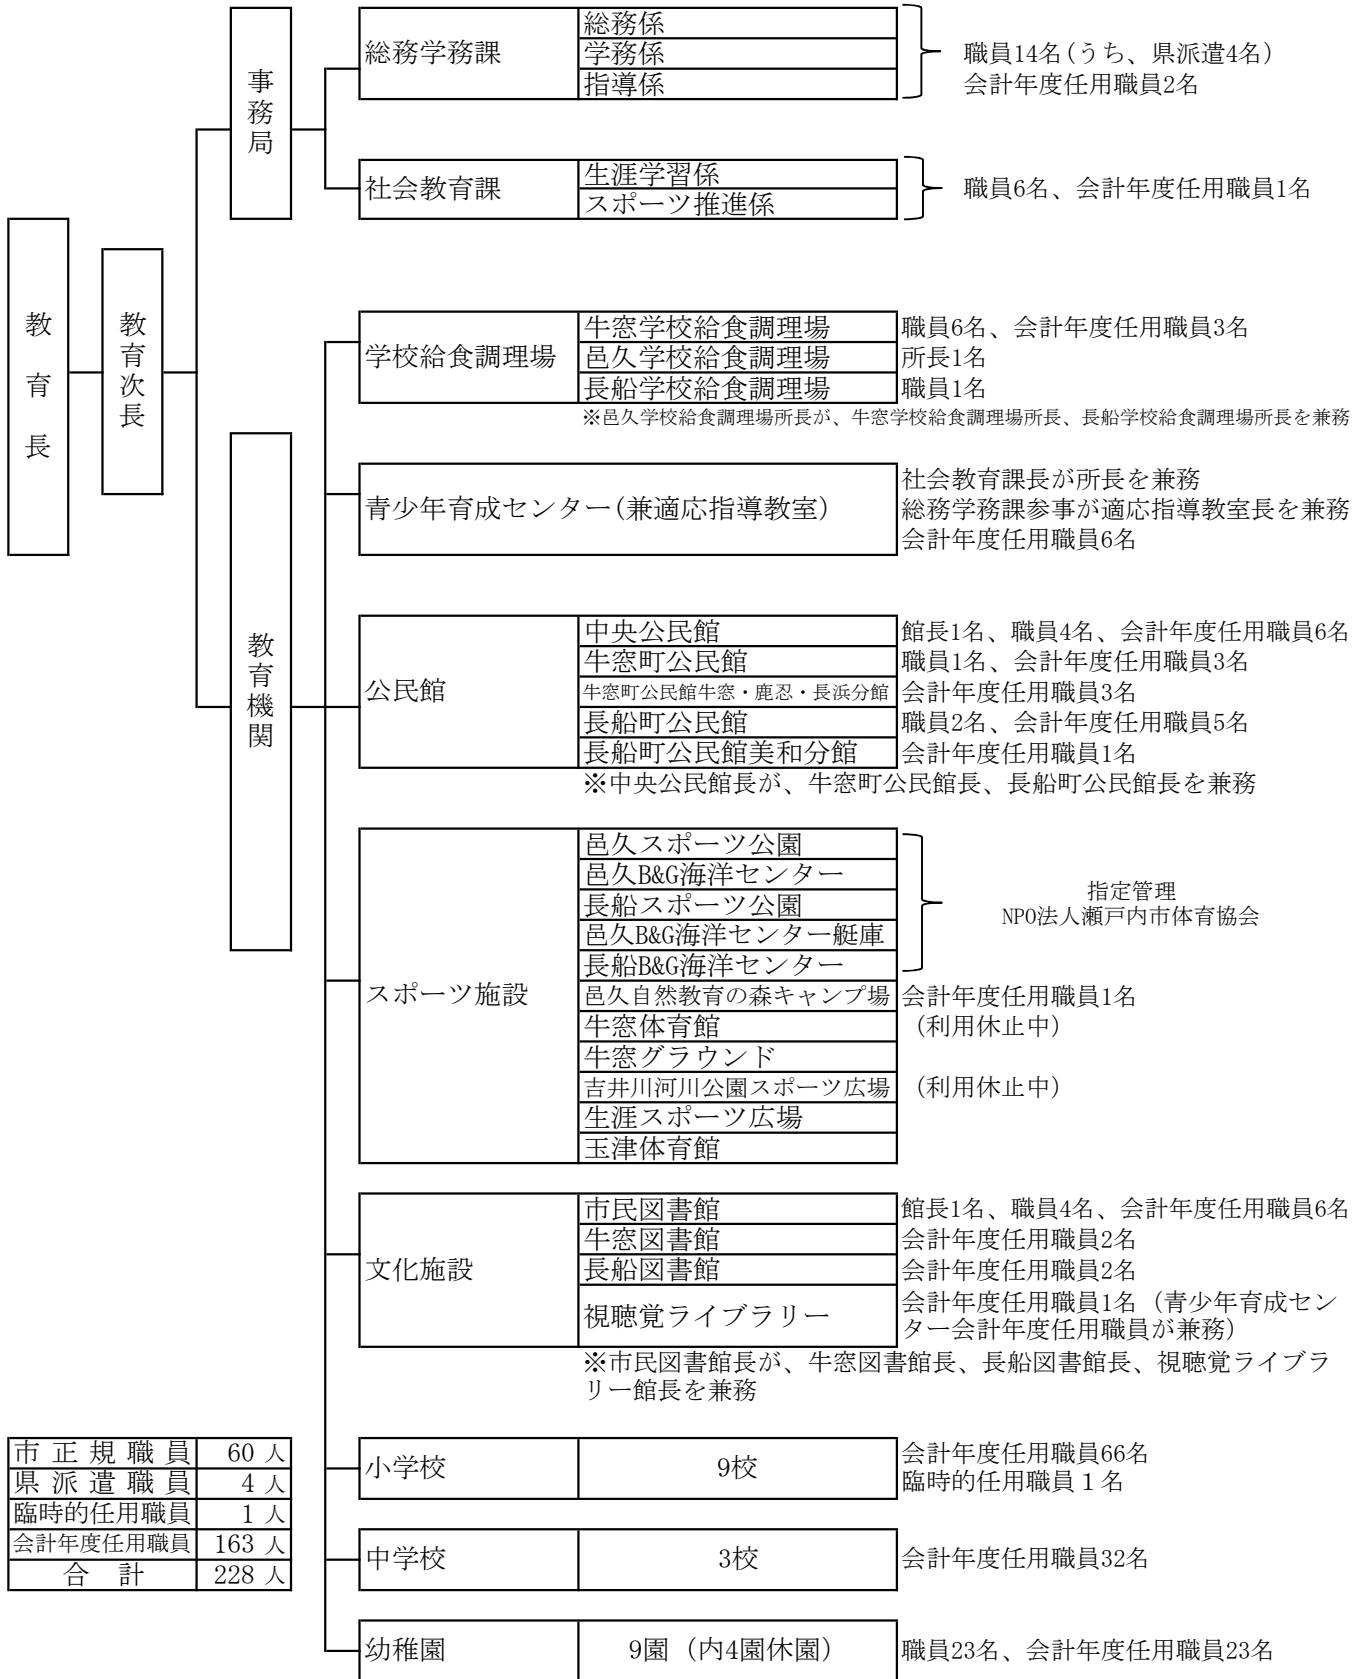 教育長
教育次長
事務局
総務学務課
総務係
学務係
指導係
職員14名(うち、県派遣4名)
会計年度任用職員2名
社会教育課
生涯学習係
スポーツ推進係
職員6名、会計年度任用職員1名
教育機関
学校給食調理場
牛窓学校給食調理場 職員6名、会計年度任用職員3名
邑久学校給食調理場 所長1名
長船学校給食調理場 職員1名
※邑久学校給食調理場所長が、牛窓学校給食調理場所長、長船学校給食調理場所長を兼務
青少年育成センター(兼適応指導教室)
社会教育課長が所長を兼務
総務学務課参事が適応指導教室長を兼務
会計年度任用職員6名
公民館
中央公民館 館長1名、職員4名、会計年度任用職員6名
牛窓町公民館 職員1名、会計年度任用職員3名
牛窓町公民館牛窓・鹿忍・長浜分館 会計年度任用職員3名
長船町公民館 職員2名、会計年度任用職員5名
長船町公民館美和分館 会計年度任用職員1名
※中央公民館長が、牛窓町公民館長、長船町公民館長を兼務
スポーツ施設
邑久スポーツ公園
邑久B&G海洋センター
長船スポーツ公園
邑久B&G海洋センター艇庫
長船B&G海洋センター
指定管理
NPO法人瀬戸内市体育協会
邑久自然教育の森キャンプ場 会計年度任用職員1名
牛窓体育館 (利用休止中)
牛窓グラウンド
吉井川河川公園スポーツ広場 (利用休止中)
生涯スポーツ広場
玉津体育館
文化施設
市民図書館 館長1名、職員4名、会計年度任用職員6名
牛窓図書館 会計年度任用職員2名
長船図書館 会計年度任用職員2名
視聴覚ライブラリー
会計年度任用職員1名(青少年育成セン
ター会計年度任用職員が兼務)
※市民図書館長が、牛窓図書館長、長船図書館長、視聴覚ライブラ
リー館長を兼務
小学校 9校
会計年度任用職員66名
臨時的任用職員1名
中学校 3校 会計年度任用職員32名
幼稚園 9園(内4園休園) 職員23名、会計年度任用職員23名
市正規職員 60人
県派遣職員 4人
臨時的任用職員 1人
会計年度任用職員 163人
合計 228人